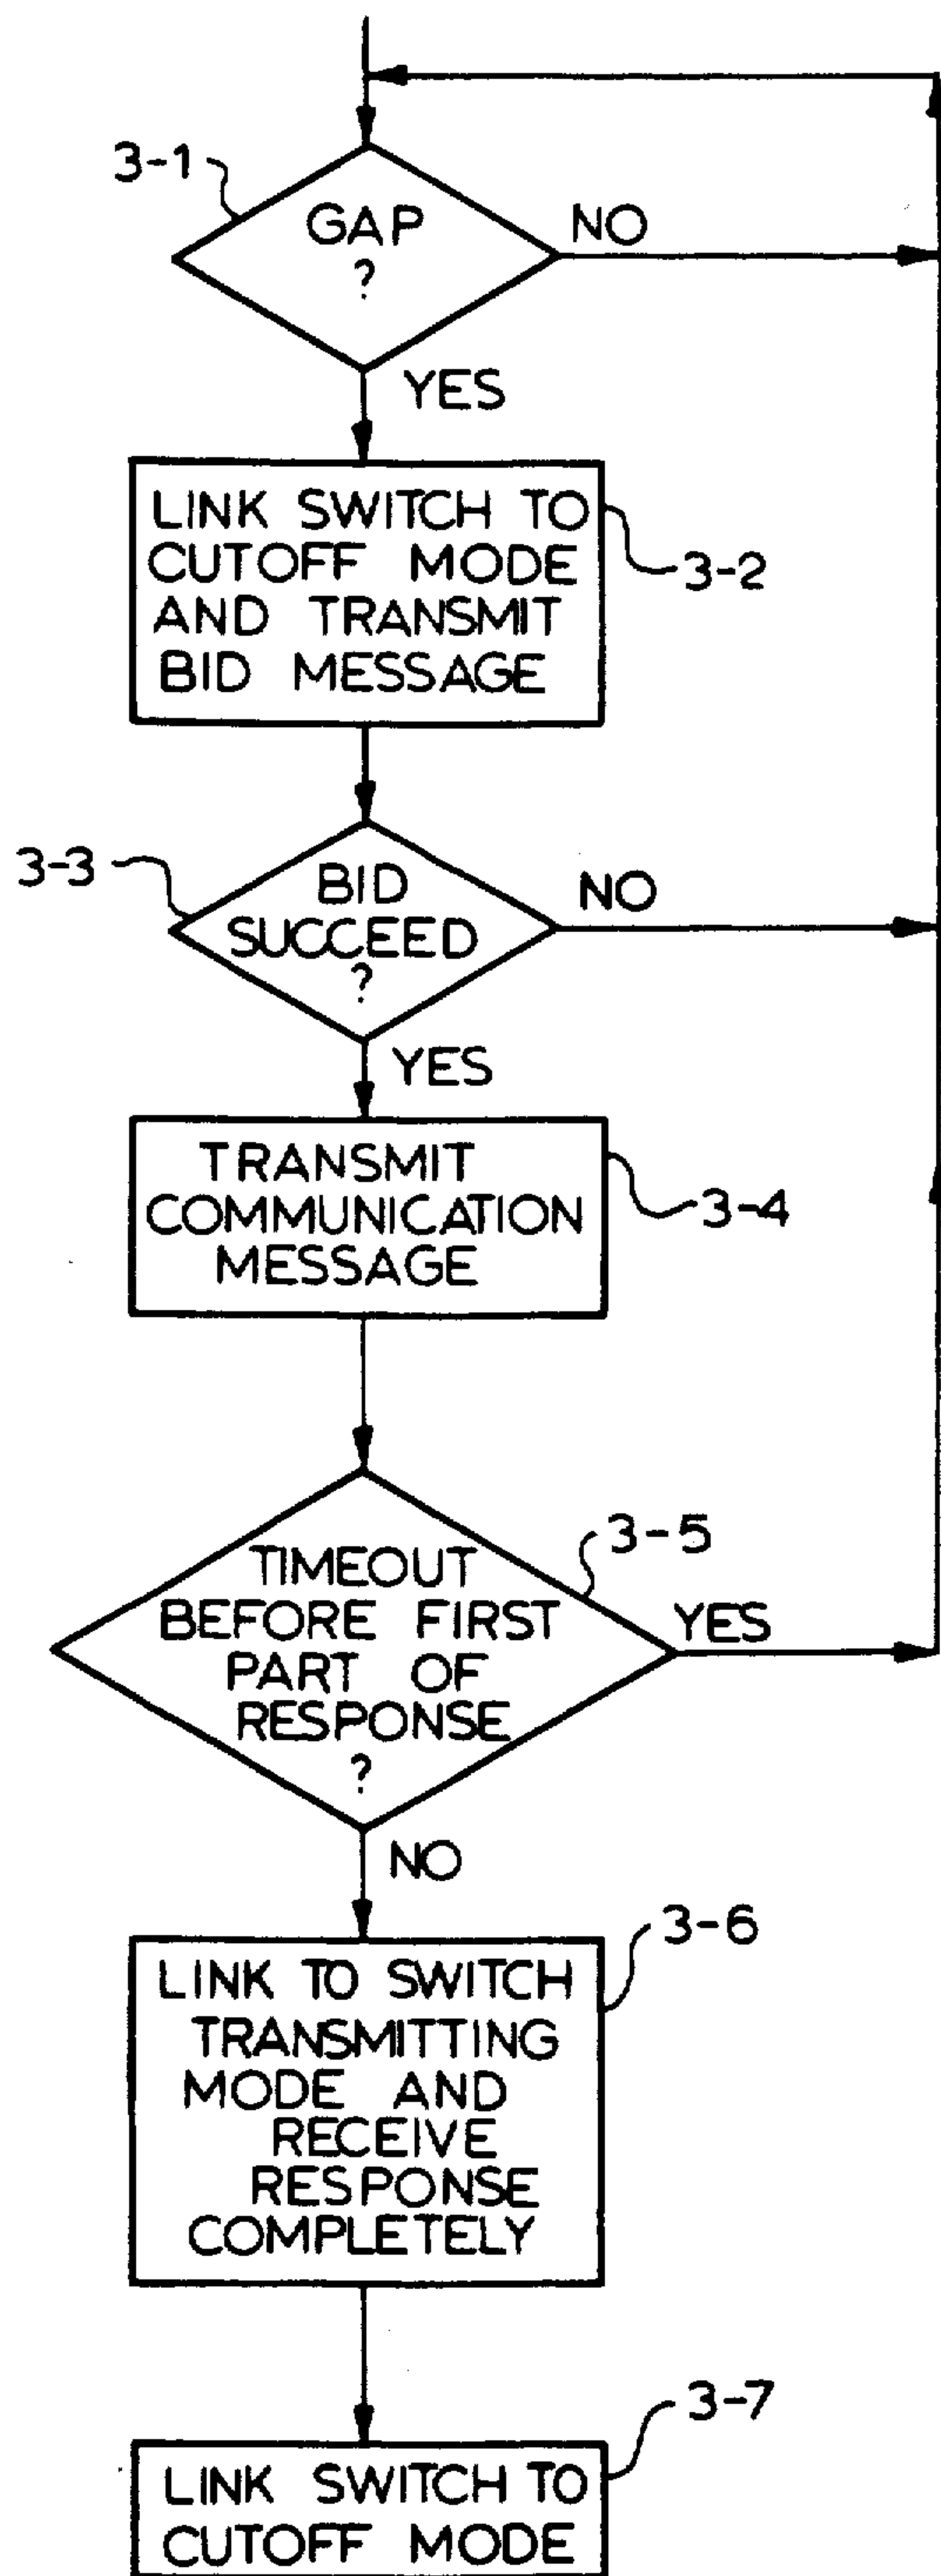 3-1
GAP
?
NO
YES
LINK SWITCH TO
CUTOFF MODE
AND TRANSMIT
BID MESSAGE
3-2
3-3
BID
SUCCEED
?
NO
YES
TRANSMIT
COMMUNICATION
MESSAGE
3-4
3-5
TIMEOUT
BEFORE FIRST
PART OF
RESPONSE
?
YES
NO
3-6
LINK TO SWITCH
TRANSMITTING
MODE AND
RECEIVE
RESPONSE
COMPLETELY
3-7
LINK SWITCH TO
CUTOFF MODE